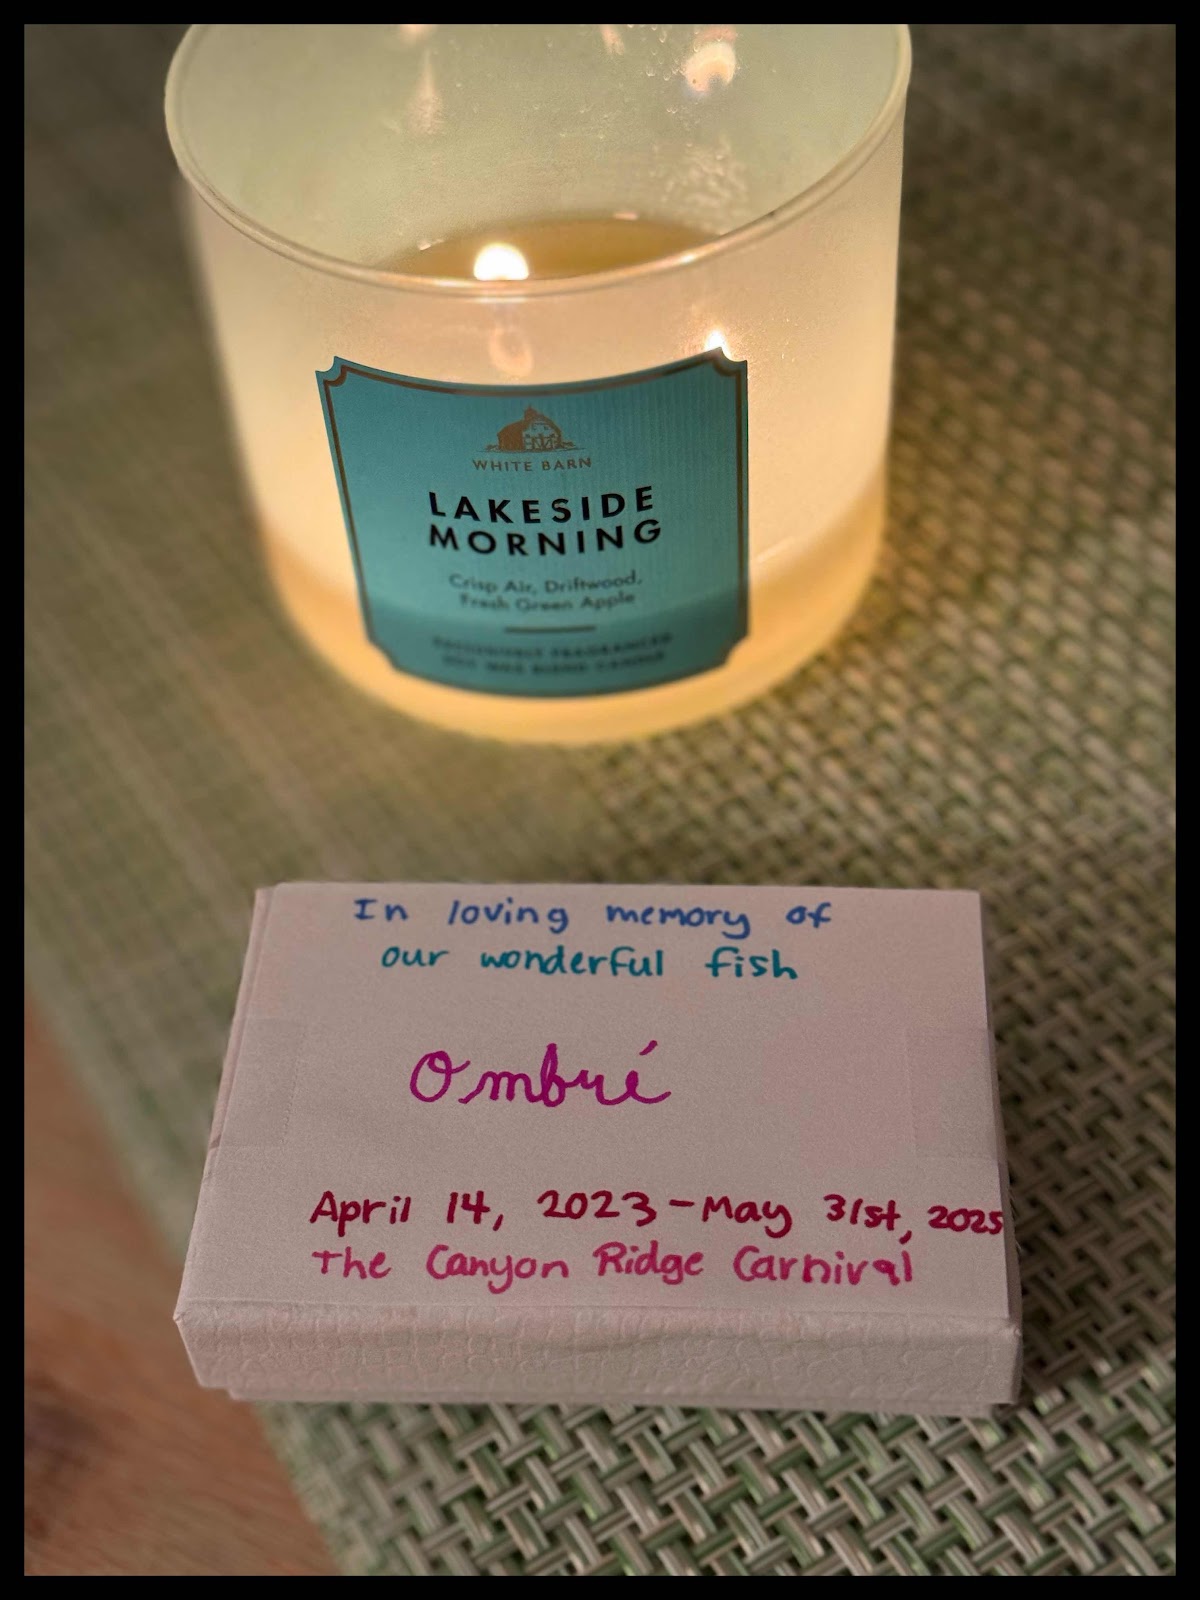 WHITE BARN
LAKESIDE
MORNING
Crisp Air, Driftwood,
Fresh Green Apple
In loving memory of
our wonderful fish
Ombré
April 14, 2023 - May 31st, 2025
The Canyon Ridge Carnival